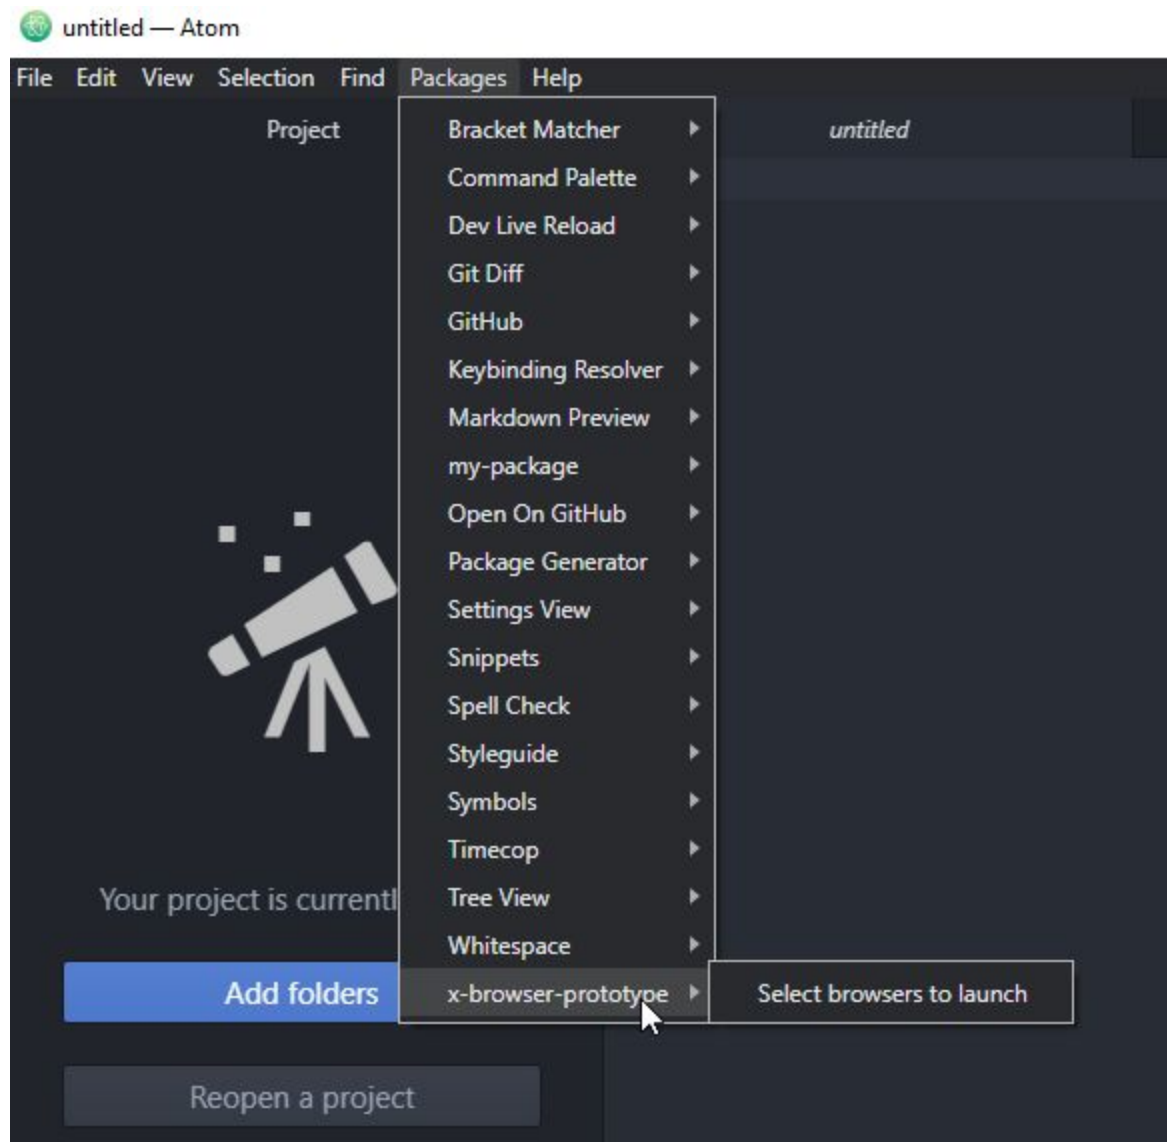 untitled — Atom
File Edit View Selection Find Packages Help
Project
untitled
Bracket Matcher
Command Palette
Dev Live Reload
Git Diff
GitHub
Keybinding Resolver
Markdown Preview
my-package
Open On GitHub
Package Generator
Settings View
Snippets
Spell Check
Styleguide
Symbols
Timecop
Tree View
Whitespace
x-browser-prototype
Select browsers to launch
Your project is currentl
Add folders
Reopen a project